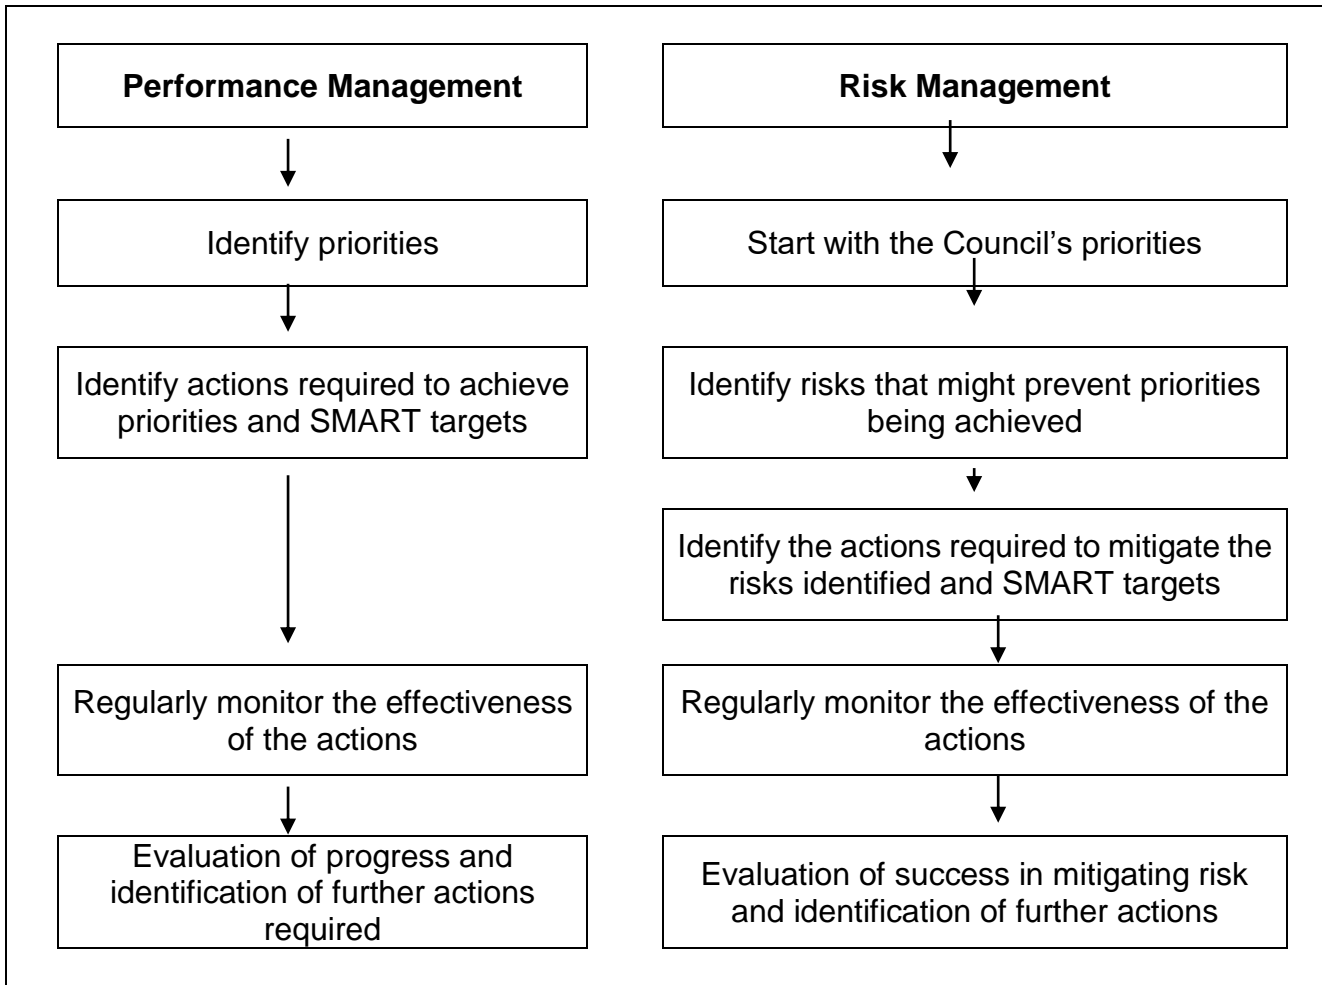 Performance Management
Identify priorities
Identify actions required to achieve
priorities and SMART targets
Regularly monitor the effectiveness
of the actions
Evaluation of progress and
identification of further actions
required
Risk Management
Start with the Council’s priorities
Identify risks that might prevent priorities
being achieved
Identify the actions required to mitigate the
risks identified and SMART targets
Regularly monitor the effectiveness of the
actions
Evaluation of success in mitigating risk
and identification of further actions